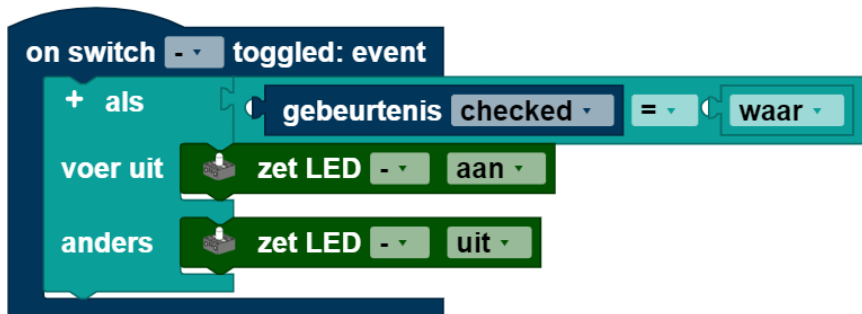 on switch - toggled: event
+ als gebeurtenis checked = waar
voer uit zet LED - aan
anders zet LED - uit